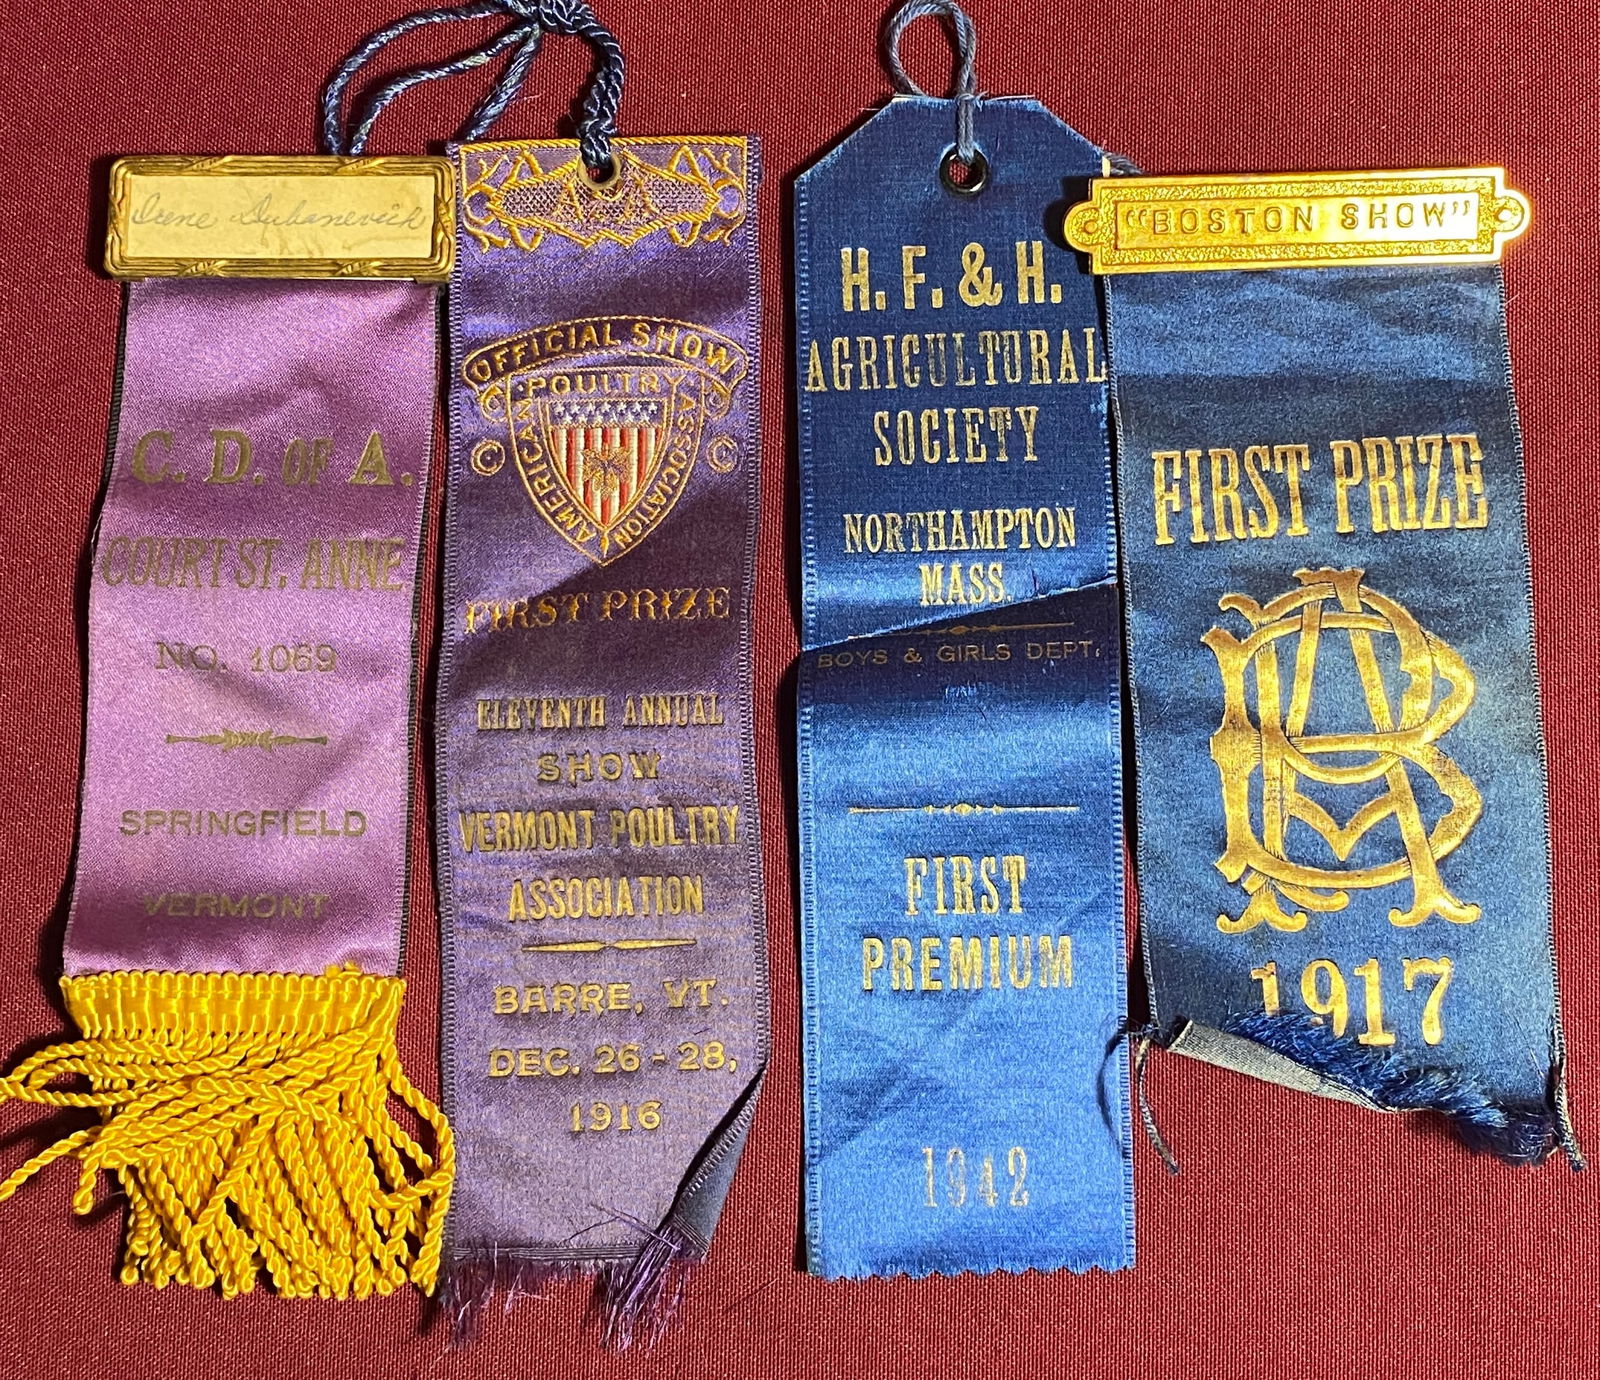 Irene
C. D. OF A.
COURT ST. ANNE
NO. 1069
SPRINGFIELD
VERMONT
APA
OFFICIAL SHOW
AMERICAN POULTRY ASSOCIATION
© ©
FIRST PRIZE
ELEVENTH ANNUAL
SHOW
VERMONT POULTRY
ASSOCIATION
BARRE, VT.
DEC. 26 - 28,
1916
H. F. & H.
AGRICULTURAL
SOCIETY
NORTHAMPTON
MASS.
BOYS & GIRLS DEPT.
FIRST
PREMIUM
1942
"BOSTON SHOW"
FIRST PRIZE
1917